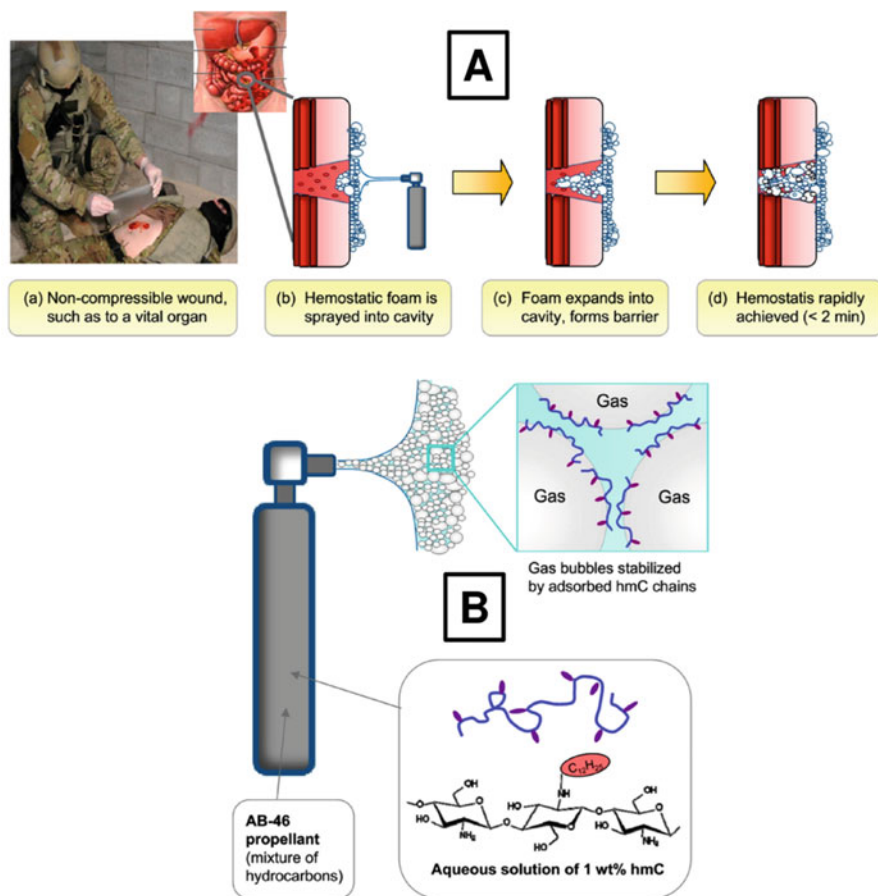 A
(a) Non-compressible wound,
such as to a vital organ
(b) Hemostatic foam is
sprayed into cavity
(c) Foam expands into
cavity, forms barrier
(d) Hemostatis rapidly
achieved (< 2 min)
Gas
Gas
Gas
Gas bubbles stabilized
by adsorbed hmC chains
B
C12H25
OH
NH
OH
O
HO
O
HO
O
O
HO
O
NH2
O
NH2
HO
AB-46
propellant
(mixture of
hydrocarbons)
Aqueous solution of 1 wt% hmC